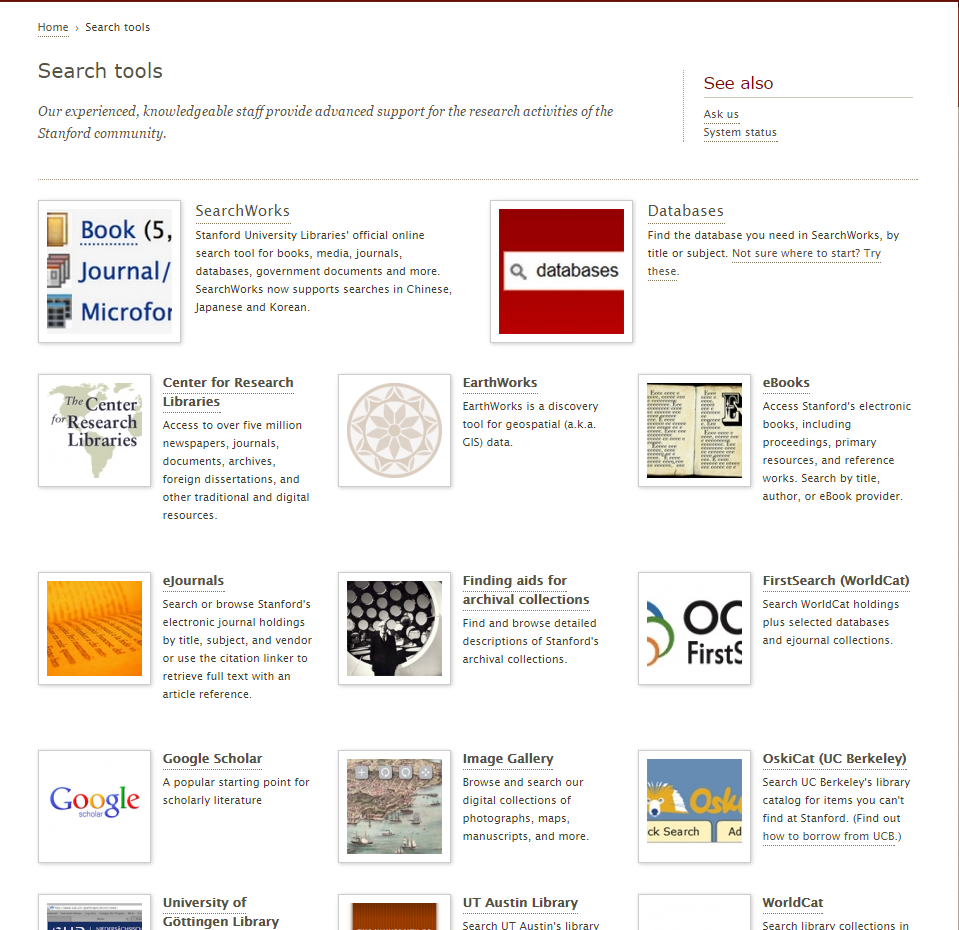 Home › Search tools
Search tools
Our experienced, knowledgeable staff provide advanced support for the research activities of the
Stanford community.
See also
Ask us
System status
Book (5,
Journal/
Microfor
SearchWorks
Stanford University Libraries' official online
search tool for books, media, journals,
databases, government documents and more.
SearchWorks now supports searches in Chinese,
Japanese and Korean.
databases
Databases
Find the database you need in SearchWorks, by
title or subject. Not sure where to start? Try
these.
The Center
for Research
Libraries
Center for Research
Libraries
Access to over five million
newspapers, journals,
documents, archives,
foreign dissertations, and
other traditional and digital
resources.
EarthWorks
EarthWorks is a discovery
tool for geospatial (a.k.a.
GIS) data.
E
eBooks
Access Stanford's electronic
books, including
proceedings, primary
resources, and reference
works. Search by title,
author, or eBook provider.
eJournals
Search or browse Stanford's
electronic journal holdings
by title, subject, and vendor
or use the citation linker to
retrieve full text with an
article reference.
Finding aids for
archival collections
Find and browse detailed
descriptions of Stanford's
archival collections.
OC
FirstS
FirstSearch (WorldCat)
Search WorldCat holdings
plus selected databases
and ejournal collections.
Google
scholar
Google Scholar
A popular starting point for
scholarly literature
Image Gallery
Browse and search our
digital collections of
photographs, maps,
manuscripts, and more.
Oski
ck Search
Ad
OskiCat (UC Berkeley)
Search UC Berkeley's library
catalog for items you can't
find at Stanford. (Find out
how to borrow from UCB.)
University of
Göttingen Library
UT Austin Library
Search UT Austin's library
WorldCat
Search library collections in